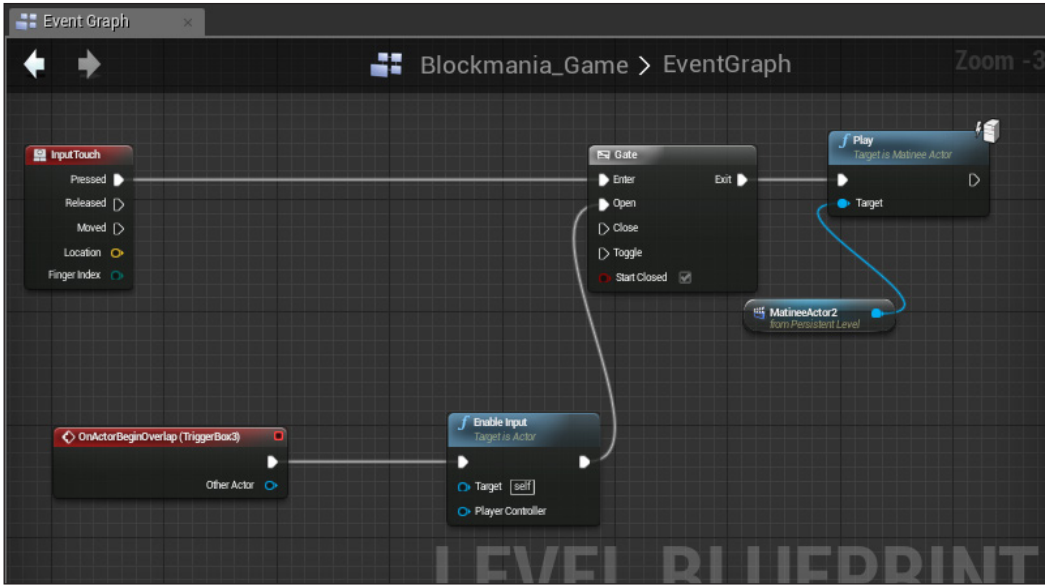 Event Graph
Blockmania_Game > EventGraph
Zoom -3
InputTouch
Pressed
Released
Moved
Location
Finger Index
Gate
Enter
Exit
Open
Close
Toggle
Start Closed
Play
Target is Matinee Actor
Target
MatineeActor2
from Persistent Level
OnActorBeginOverlap (TriggerBox3)
Other Actor
Enable Input
Target is Actor
Target self
Player Controller
LEVEL BLUEPRINT